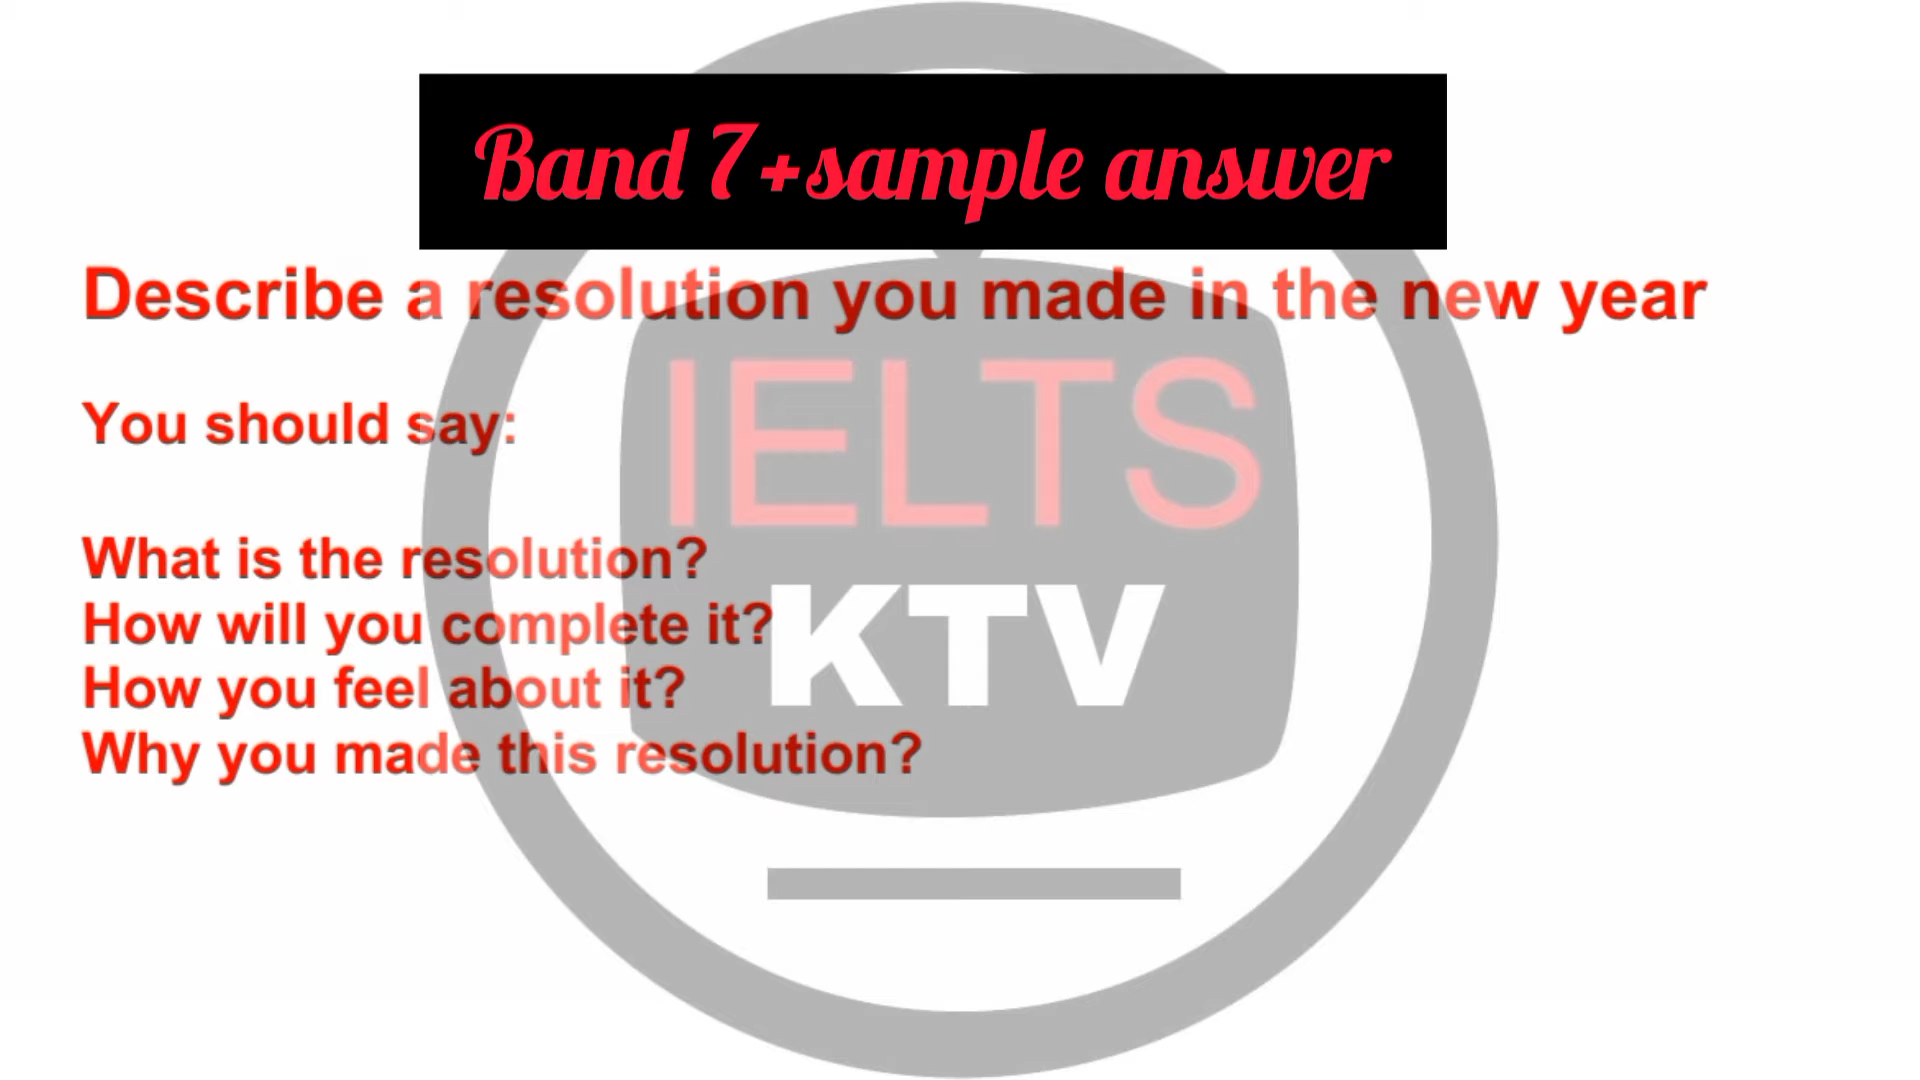 Band 7+sample answer
Describe a resolution you made in the new year
IELTS
KTV
You should say:
What is the resolution?
How will you complete it?
How you feel about it?
Why you made this resolution?